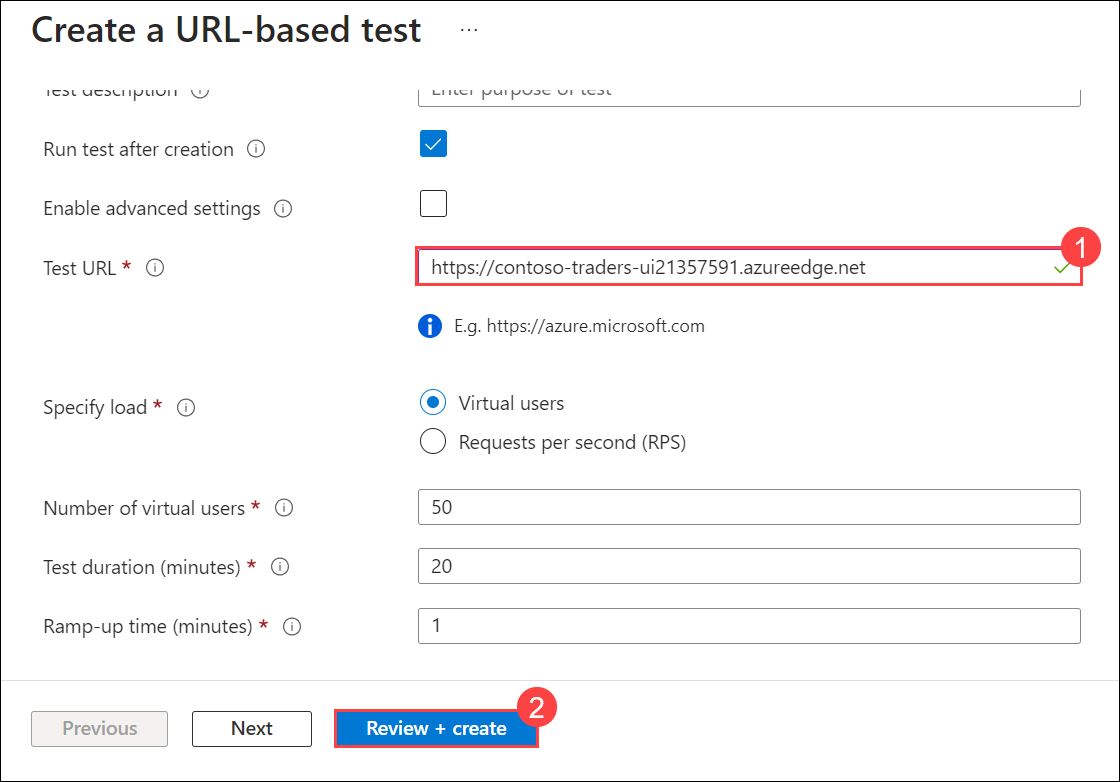 Create a URL-based test ...
Test description Enter purpose of test
Run test after creation
Enable advanced settings
1
Test URL * https://contoso-traders-ui21357591.azureedge.net
E.g. https://azure.microsoft.com
Specify load * Virtual users
Requests per second (RPS)
Number of virtual users * 50
Test duration (minutes) * 20
Ramp-up time (minutes) * 1
2
Previous Next Review + create